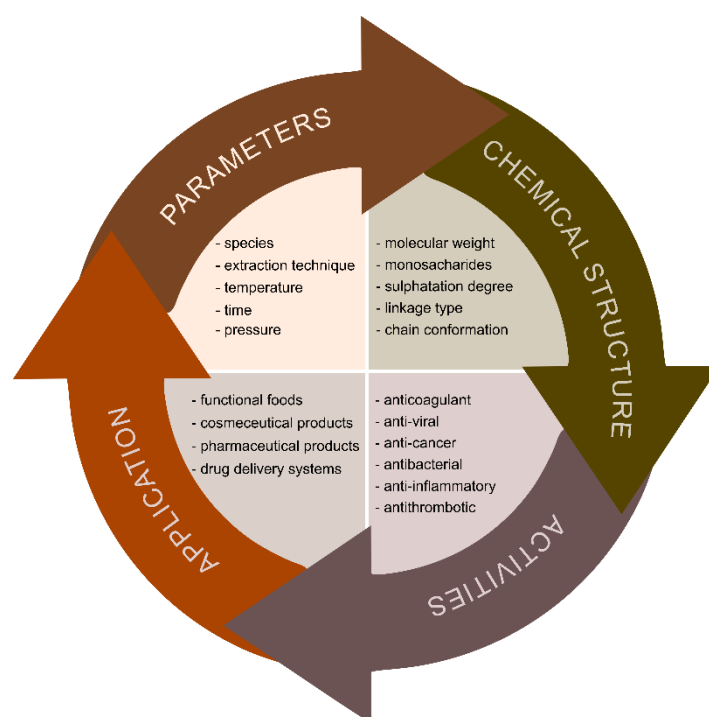 PARAMETERS
- species
- extraction technique
- temperature
- time
- pressure
CHEMICAL STRUCTURE
- molecular weight
- monosacharides
- sulphatation degree
- linkage type
- chain conformation
ACTIVITIES
- anticoagulant
- anti-viral
- anti-cancer
- antibacterial
- anti-inflammatory
- antithrombotic
APPLICATION
- functional foods
- cosmeceutical products
- pharmaceutical products
- drug delivery systems